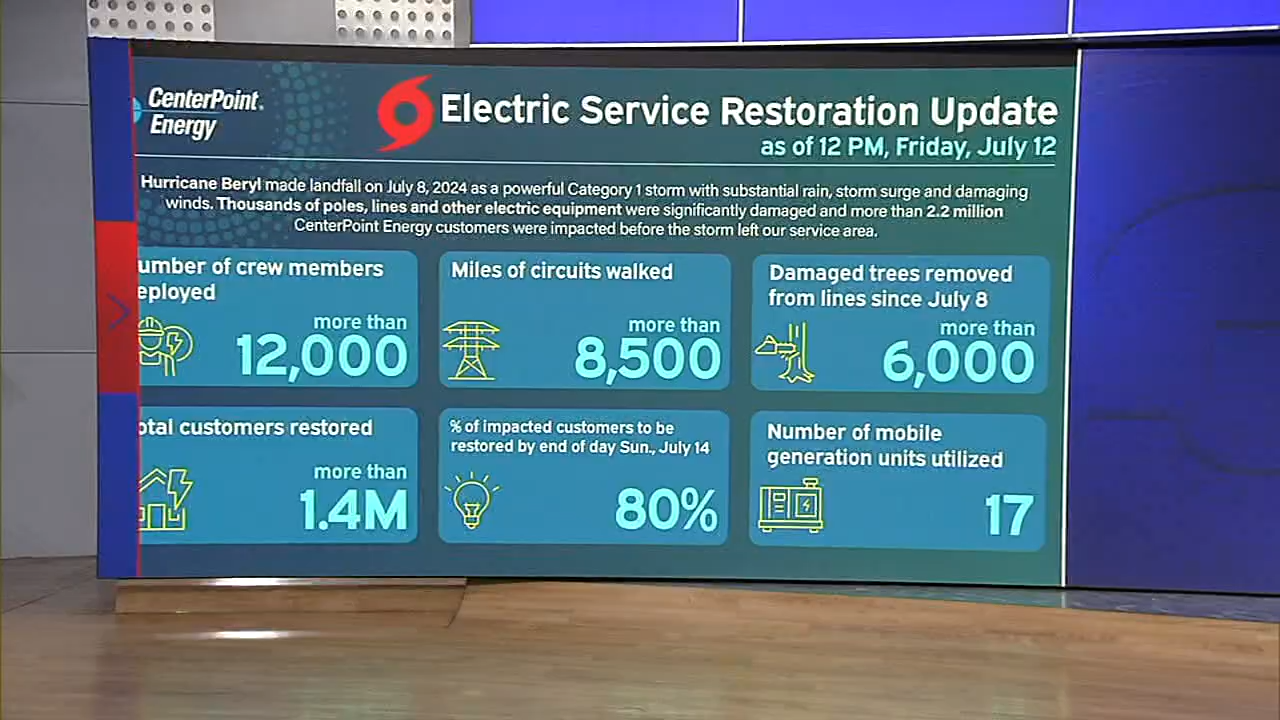 CenterPoint.
Energy
Electric Service Restoration Update
as of 12 PM, Friday, July 12
Hurricane Beryl made landfall on July 8, 2024 as a powerful Category 1 storm with substantial rain, storm surge and damaging
winds. Thousands of poles, lines and other electric equipment were significantly damaged and more than 2.2 million
CenterPoint Energy customers were impacted before the storm left our service area.
umber of crew members
eployed
more than
12,000
Miles of circuits walked
more than
8,500
Damaged trees removed
from lines since July 8
more than
6,000
otal customers restored
more than
1.4M
% of impacted customers to be
restored by end of day Sun., July 14
80%
Number of mobile
generation units utilized
17